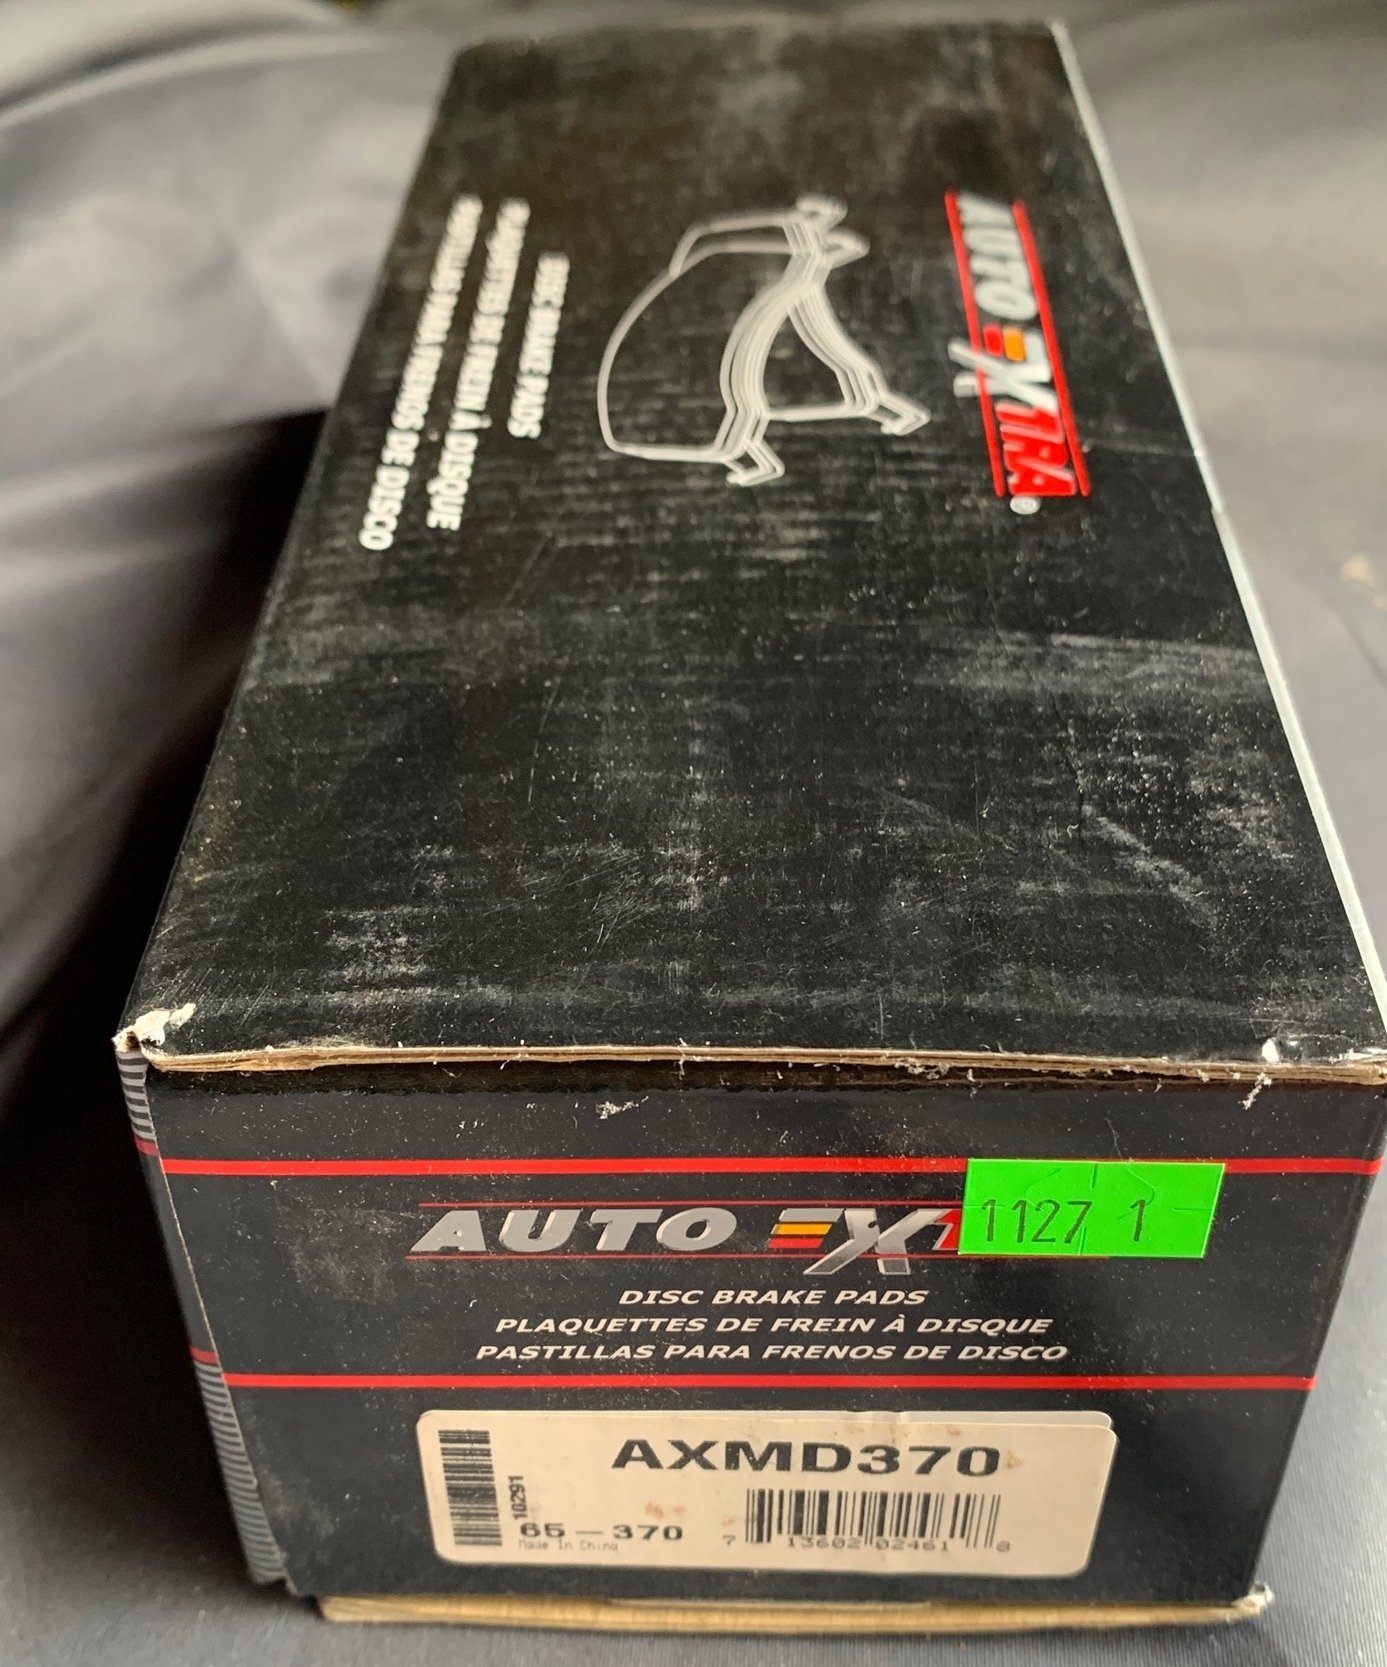 AUTO EXTRA®
DISC BRAKE PADS
PLAQUETTES DE FREIN À DISQUE
PASTILLAS PARA FRENOS DE DISCO
AUTO EXT
1127 1
DISC BRAKE PADS
PLAQUETTES DE FREIN À DISQUE
PASTILLAS PARA FRENOS DE DISCO
AXMD370
10291
65-370
Made In China
7 13602 02461 8